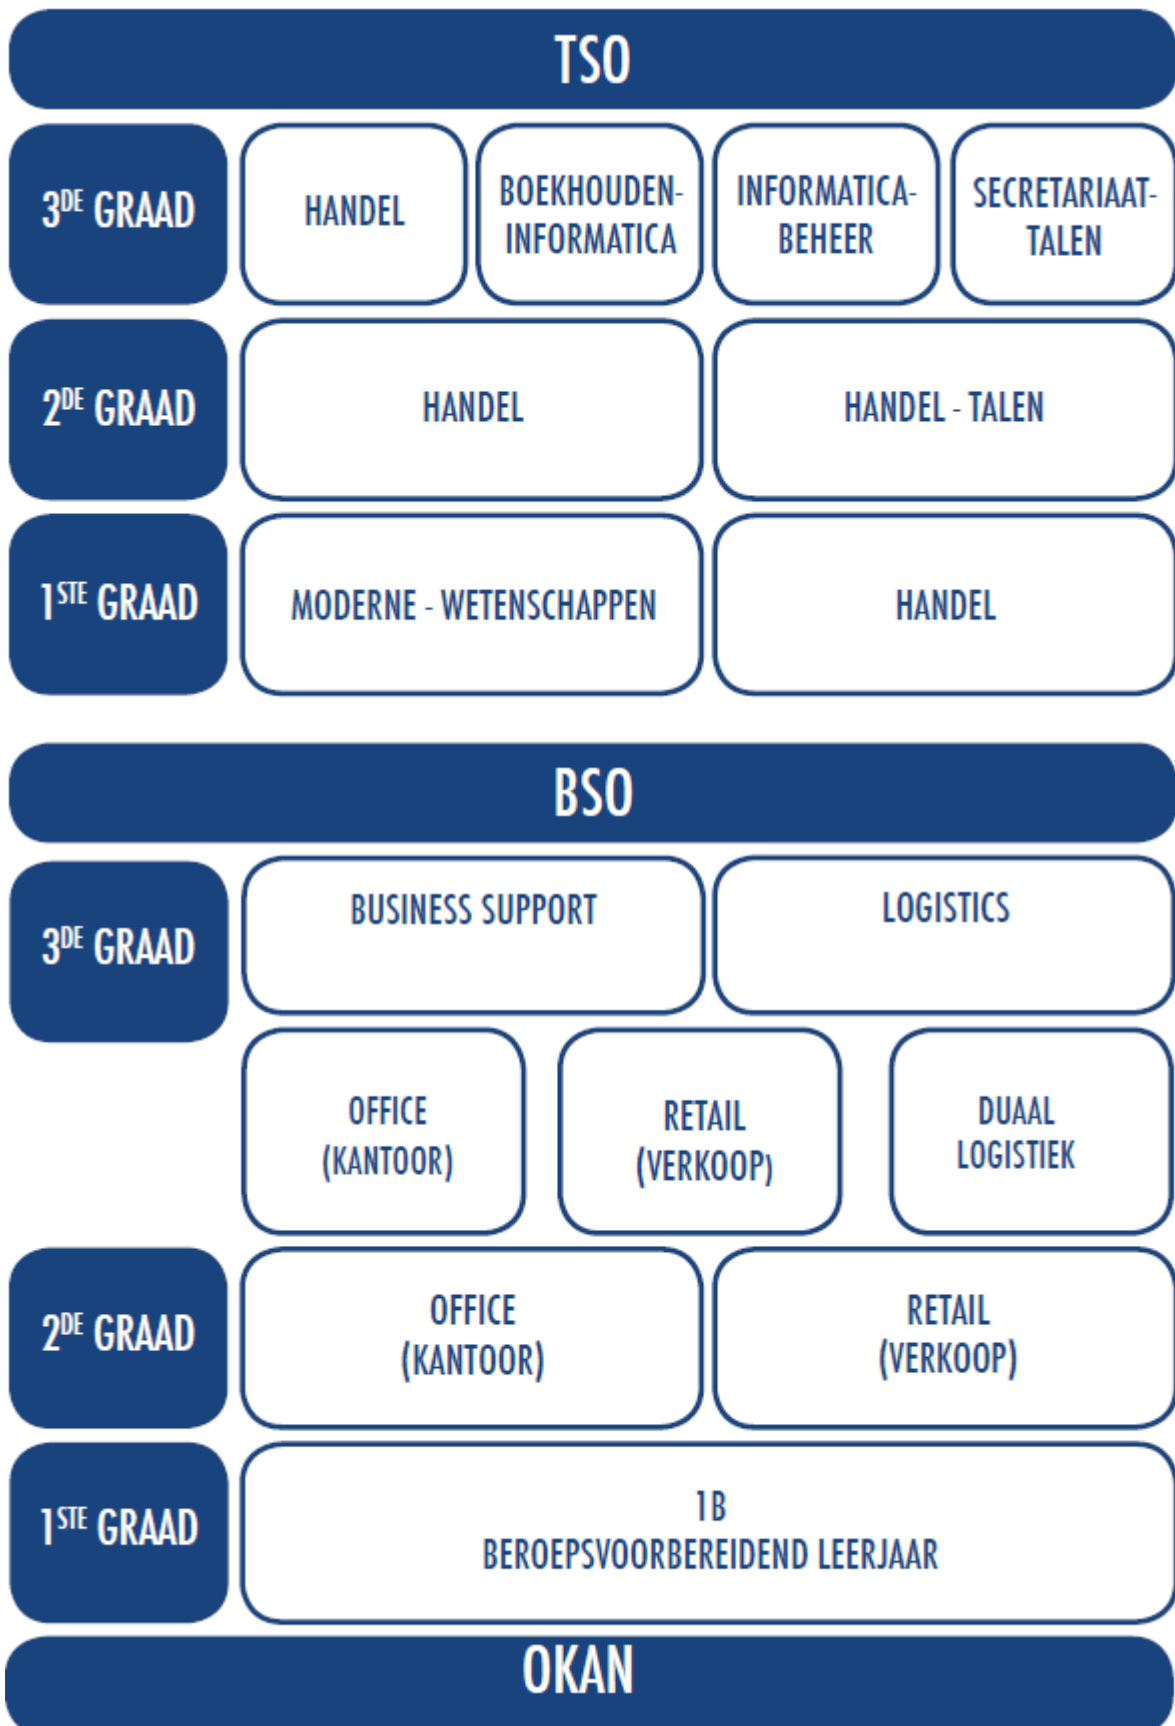 TSO
3DE GRAAD
HANDEL
BOEKHOUDEN-
INFORMATICA
INFORMATICA-
BEHEER
SECRETARIAAT-
TALEN
2DE GRAAD
HANDEL
HANDEL - TALEN
1STE GRAAD
MODERNE - WETENSCHAPPEN
HANDEL
BSO
3DE GRAAD
BUSINESS SUPPORT
LOGISTICS
OFFICE
(KANTOOR)
RETAIL
(VERKOOP)
DUAAL
LOGISTIEK
2DE GRAAD
OFFICE
(KANTOOR)
RETAIL
(VERKOOP)
1STE GRAAD
1B
BEROEPSVOORBEREIDEND LEERJAAR
OKAN